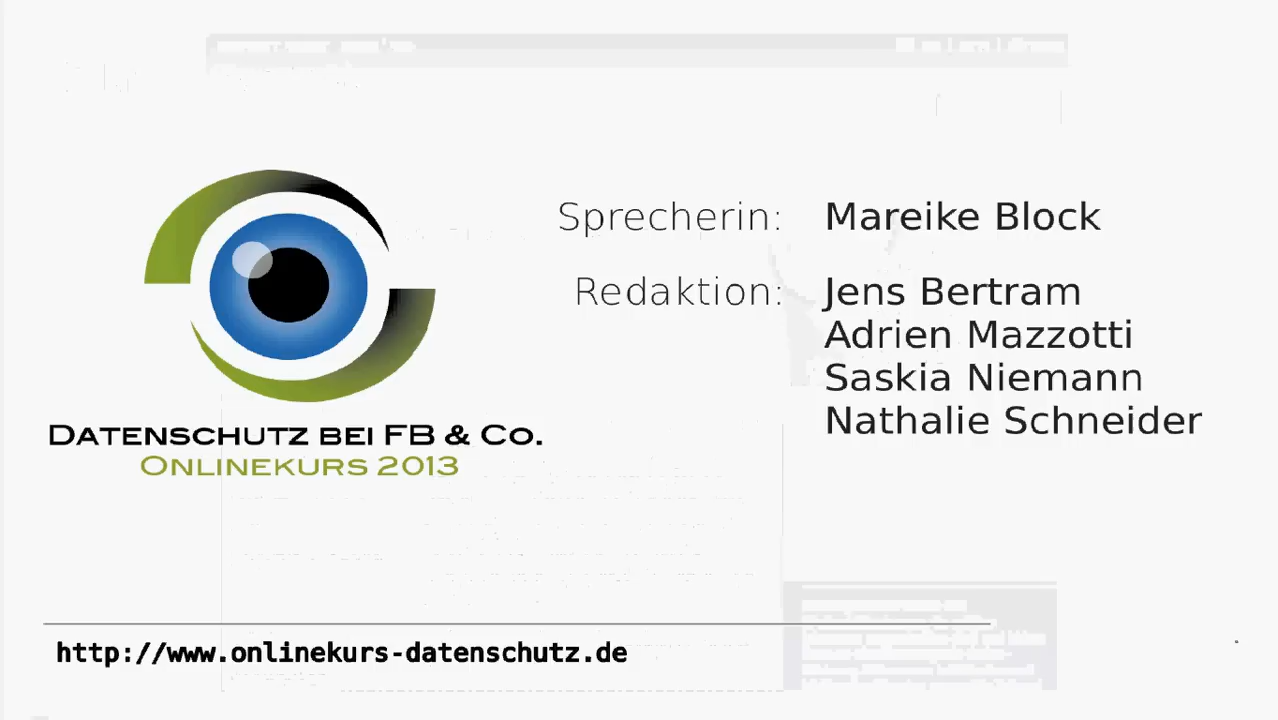 Sprecherin: Mareike Block
Redaktion: Jens Bertram
Adrien Mazzotti
Saskia Niemann
Nathalie Schneider
DATENSCHUTZ BEI FB & CO.
ONLINEKURS 2013
http://www.onlinekurs-datenschutz.de